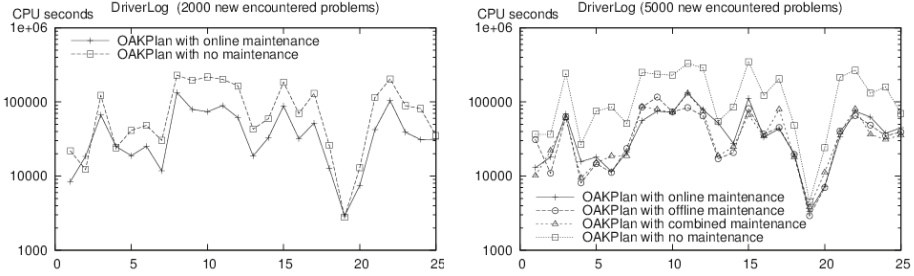 DriverLog (2000 new encountered problems)
CPU seconds
1e+06
100000
10000
1000
OAKPlan with online maintenance
OAKPlan with no maintenance
0 5 10 15 20 25
DriverLog (5000 new encountered problems)
CPU seconds
1e+06
100000
10000
1000
OAKPlan with online maintenance
OAKPlan with offline maintenance
OAKPlan with combined maintenance
OAKPlan with no maintenance
0 5 10 15 20 25